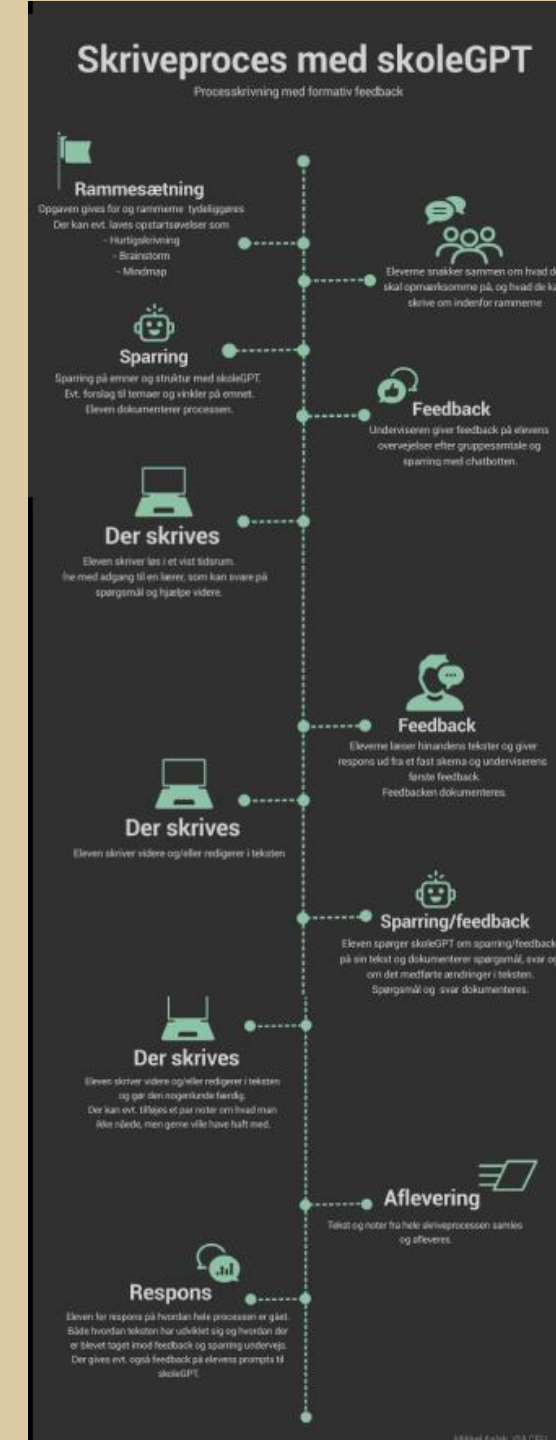 Skriveproces med skoleGPT
Processkrivning med formativ feedback
Rammesætning
Opgaven gives for og rammerne tydeliggøres
Der kan evt. laves opstartsøvelser som
- Hurtigskrivning
- Brainstorm
- Mindmap
Eleverne snakker sammen om hvad de
skal opmærksomme på, og hvad de ka
skrive om indenfor rammerne
Sparring
Sparring på emner og struktur med skoleGPT.
Evt. forslag til temaer og vinkler på emnet.
Eleven dokumenterer processen.
Feedback
Underviseren giver feedback på elevens
overvejelser efter gruppesamtale og
sparring med chatbotten.
Der skrives
Eleven skriver løs i et vist tidsrum.
med adgang til en lærer, som kan svare på
spørgsmål og hjælpe videre.
Feedback
Eleverne læser hinandens tekster og giver
respons ud fra et fast skema og underviserens
første feedback.
Feedbacken dokumenteres.
Der skrives
Eleven skriver videre og/eller redigerer i teksten
Sparring/feedback
Eleven spørger skoleGPT om sparring/feedback
på sin tekst og dokumenterer spørgsmål, svar og
om det medførte ændringer i teksten.
Spørgsmål og svar dokumenteres.
Der skrives
Eleven skriver videre og/eller redigerer i teksten
og gør den nogenlunde færdig.
Der kan evt. tilføjes et par noter om hvad man
ikke nåede, men gerne ville have haft med.
Aflevering
Tekst og noter fra hele skriveprocessen samles
og afleveres.
Respons
Eleven for respons på hvordan hele processen er gået.
Både hvordan teksten har udviklet sig og hvordan der
er blevet taget imod feedback og sparring undervejs.
Der gives evt. også feedback på elevens prompts til
skoleGPT.